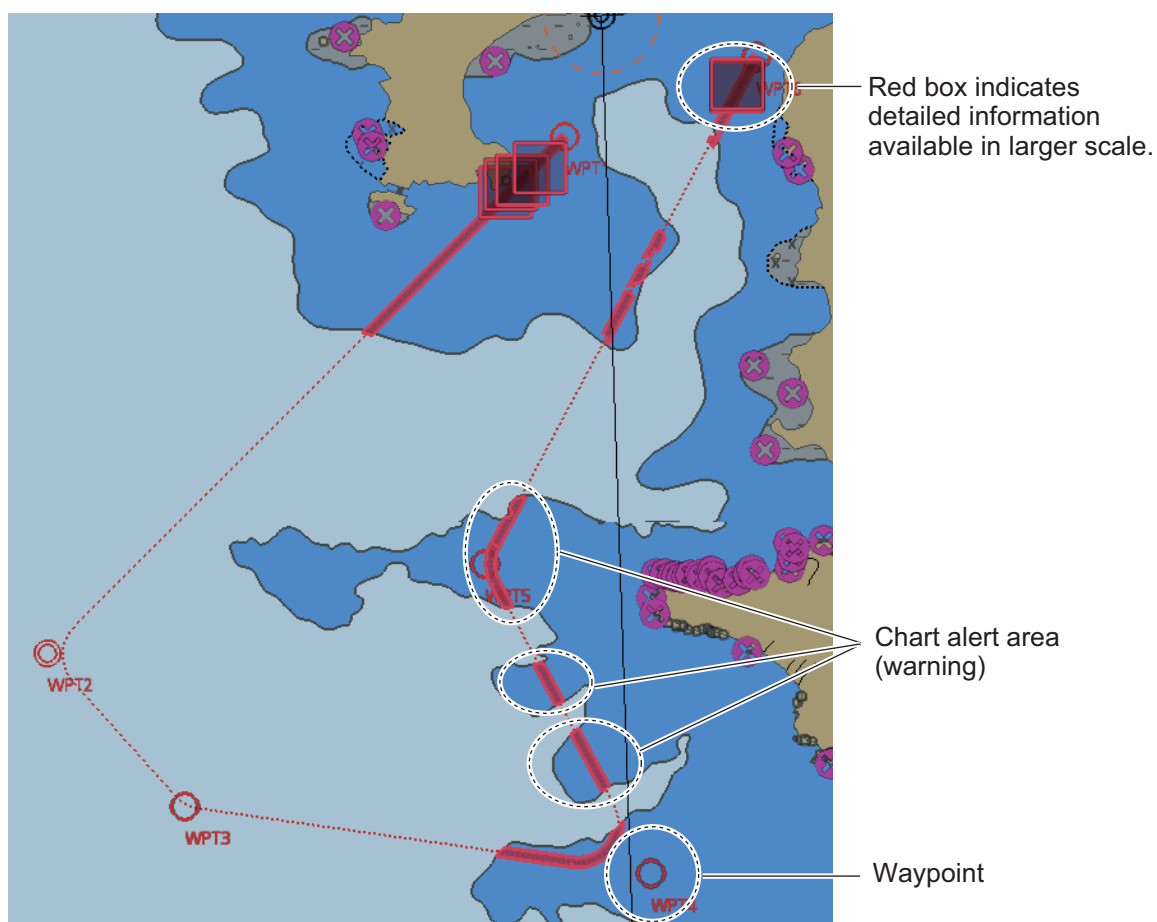 WPT6
Red box indicates
detailed information
available in larger scale.
WPT
WPT5
Chart alert area
(warning)
WPT2
WPT3
Waypoint
WPT4